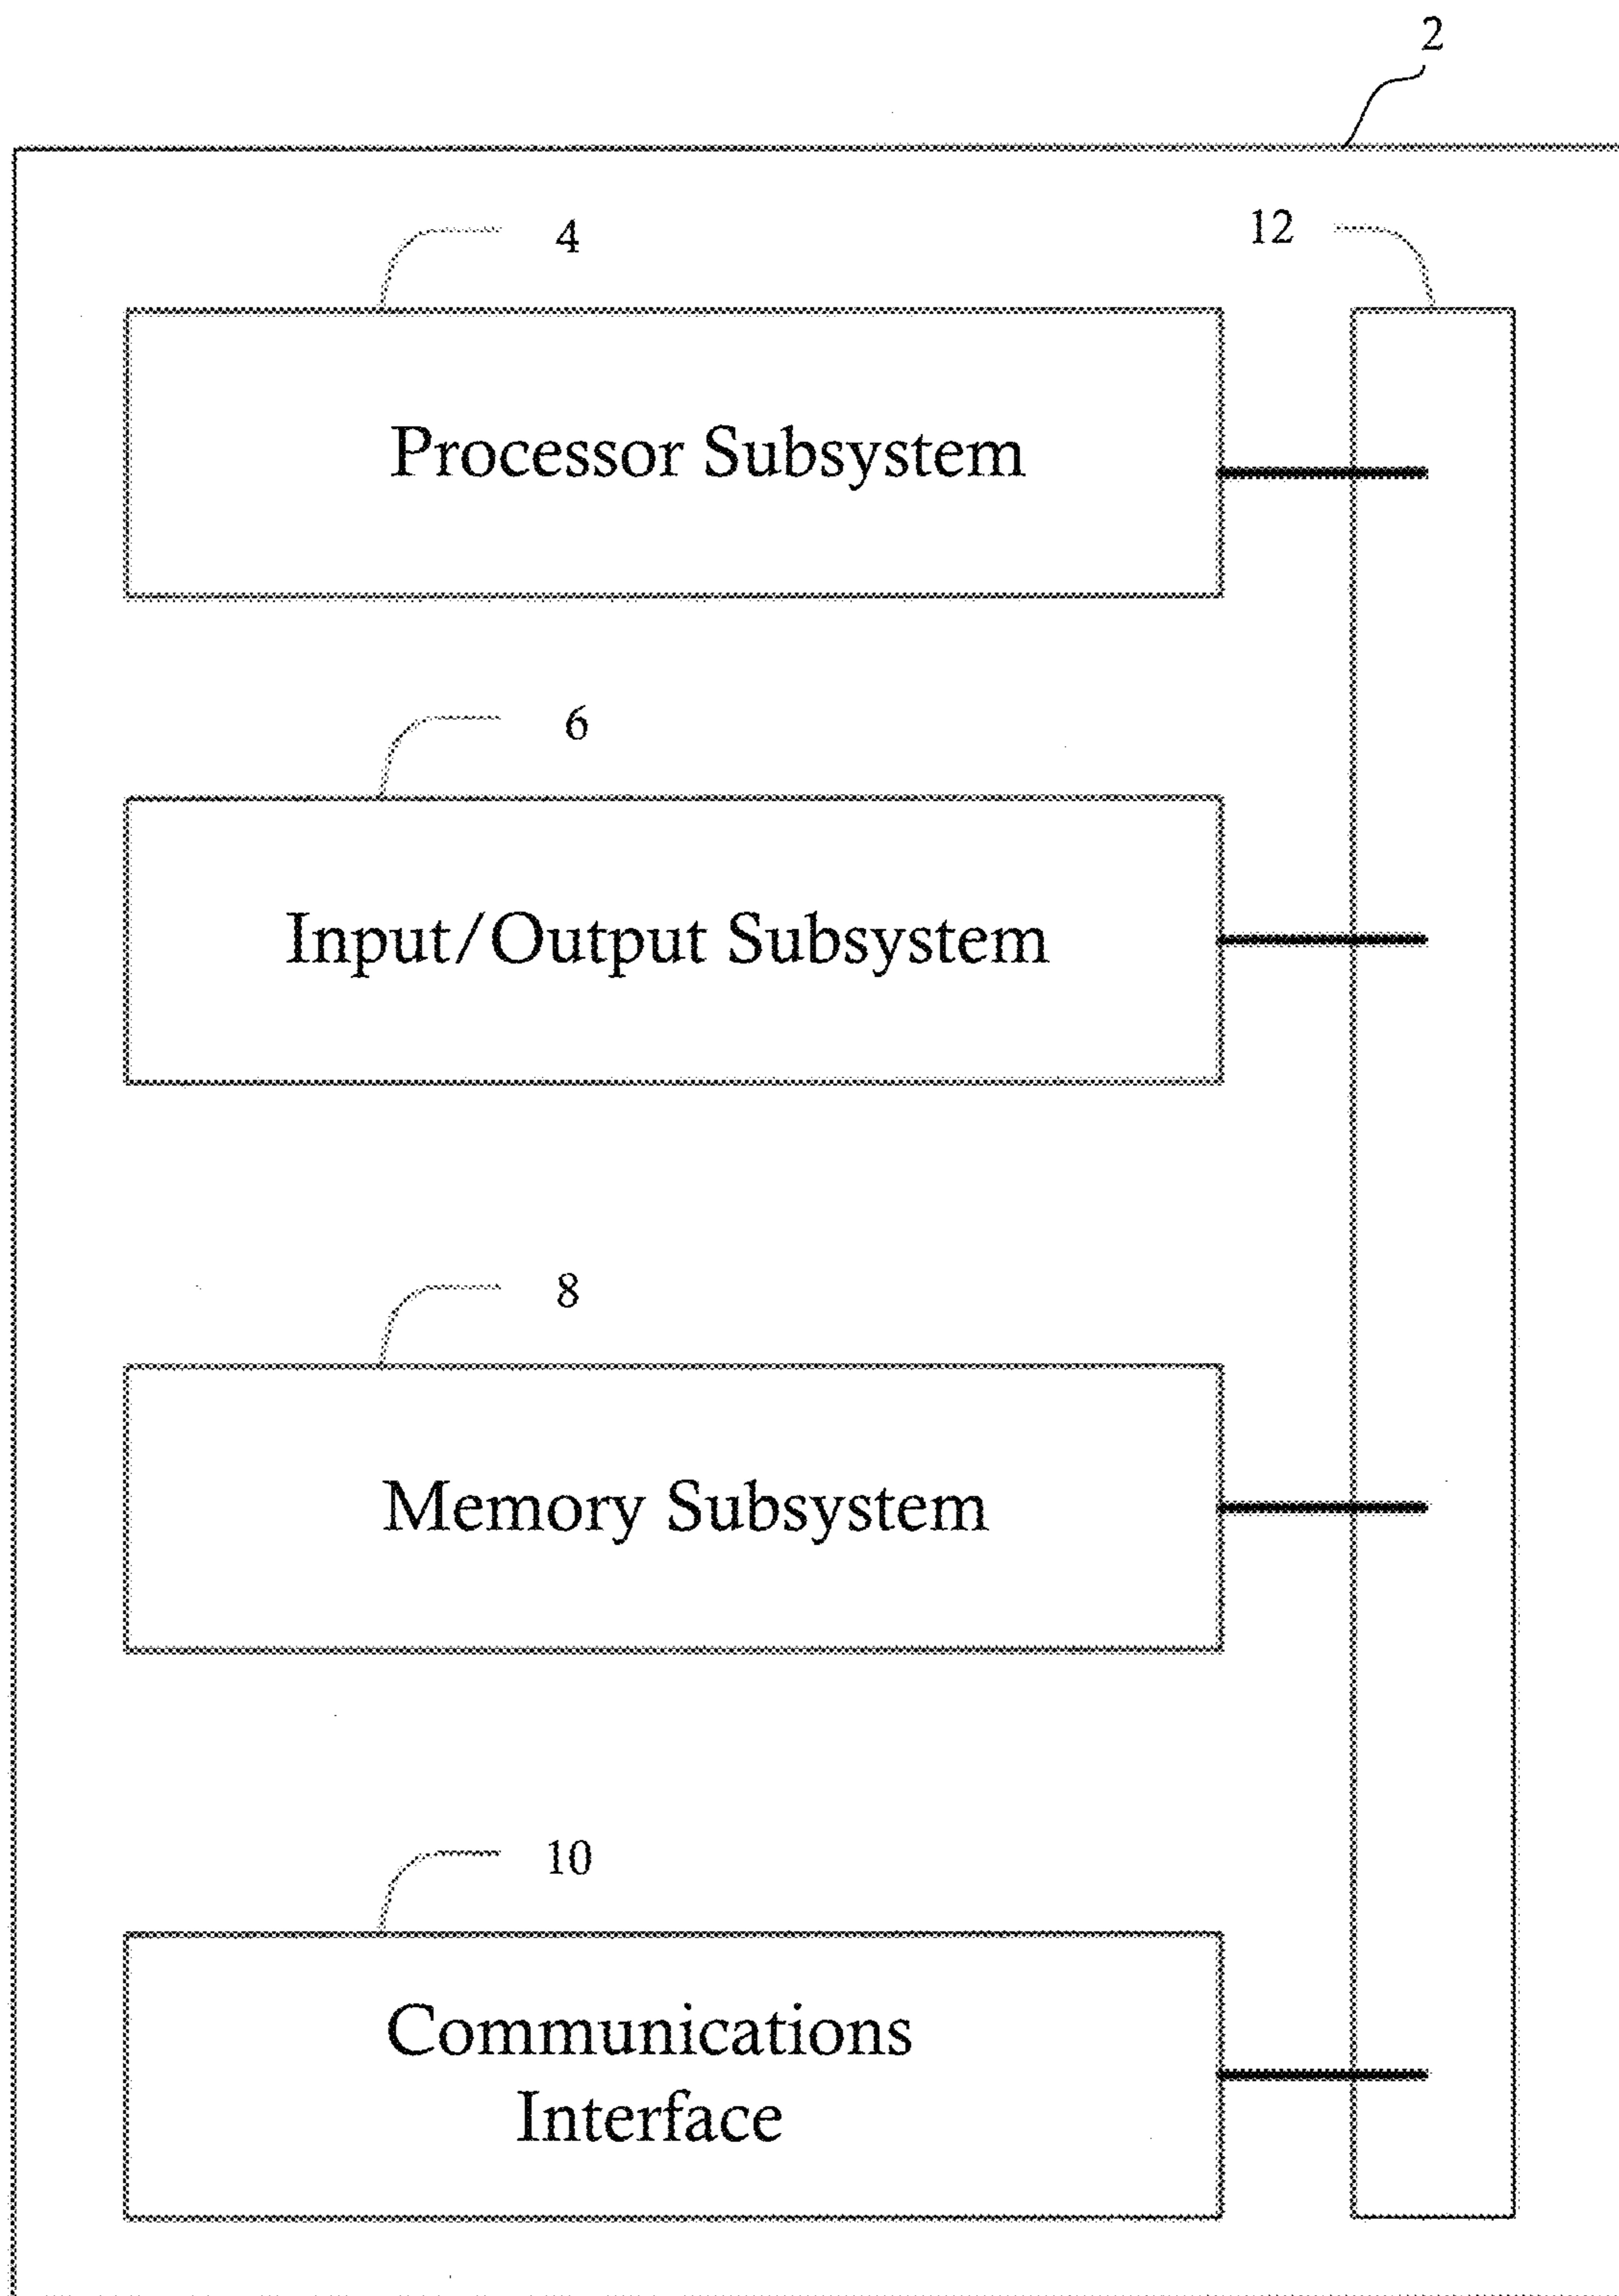 2
4
12
Processor Subsystem
6
Input/Output Subsystem
8
Memory Subsystem
10
Communications
Interface